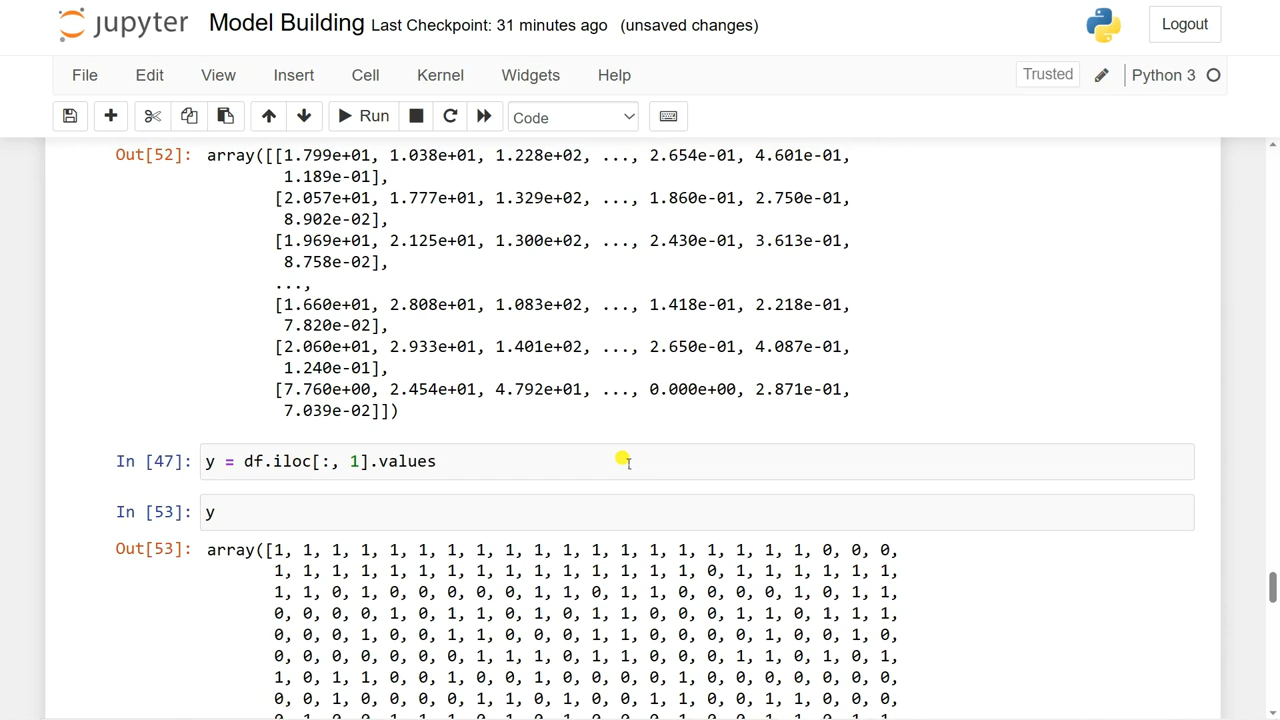 jupyter Model Building Last Checkpoint: 31 minutes ago (unsaved changes) Logout
File Edit View Insert Cell Kernel Widgets Help Trusted Python 3
Run Code
Out[52]: array([[1.799e+01, 1.038e+01, 1.228e+02, ..., 2.654e-01, 4.601e-01,
1.189e-01],
[2.057e+01, 1.777e+01, 1.329e+02, ..., 1.860e-01, 2.750e-01,
8.902e-02],
[1.969e+01, 2.125e+01, 1.300e+02, ..., 2.430e-01, 3.613e-01,
8.758e-02],
...,
[1.660e+01, 2.808e+01, 1.083e+02, ..., 1.418e-01, 2.218e-01,
7.820e-02],
[2.060e+01, 2.933e+01, 1.401e+02, ..., 2.650e-01, 4.087e-01,
1.240e-01],
[7.760e+00, 2.454e+01, 4.792e+01, ..., 0.000e+00, 2.871e-01,
7.039e-02]])
In [47]: y = df.iloc[:, 1].values
In [53]: y
Out[53]: array([1, 1, 1, 1, 1, 1, 1, 1, 1, 1, 1, 1, 1, 1, 1, 1, 1, 1, 1, 0, 0, 0,
1, 1, 1, 1, 1, 1, 1, 1, 1, 1, 1, 1, 1, 1, 1, 0, 1, 1, 1, 1, 1, 1,
1, 1, 0, 1, 0, 0, 0, 0, 0, 1, 1, 0, 1, 1, 0, 0, 0, 0, 1, 0, 1, 1,
0, 0, 0, 0, 1, 0, 1, 1, 0, 1, 0, 1, 1, 0, 0, 0, 1, 1, 0, 1, 1, 1,
0, 0, 0, 1, 0, 0, 1, 1, 0, 0, 0, 1, 1, 0, 0, 0, 0, 1, 0, 0, 1, 0,
0, 0, 0, 0, 0, 0, 1, 1, 1, 0, 1, 1, 0, 0, 0, 1, 1, 0, 1, 0, 1,
1, 0, 1, 1, 0, 0, 1, 0, 0, 1, 0, 0, 0, 0, 1, 0, 0, 0, 0, 0, 0,
0, 0, 1, 0, 0, 0, 0, 1, 1, 0, 1, 0, 0, 1, 1, 0, 0, 1, 1, 0, 0,